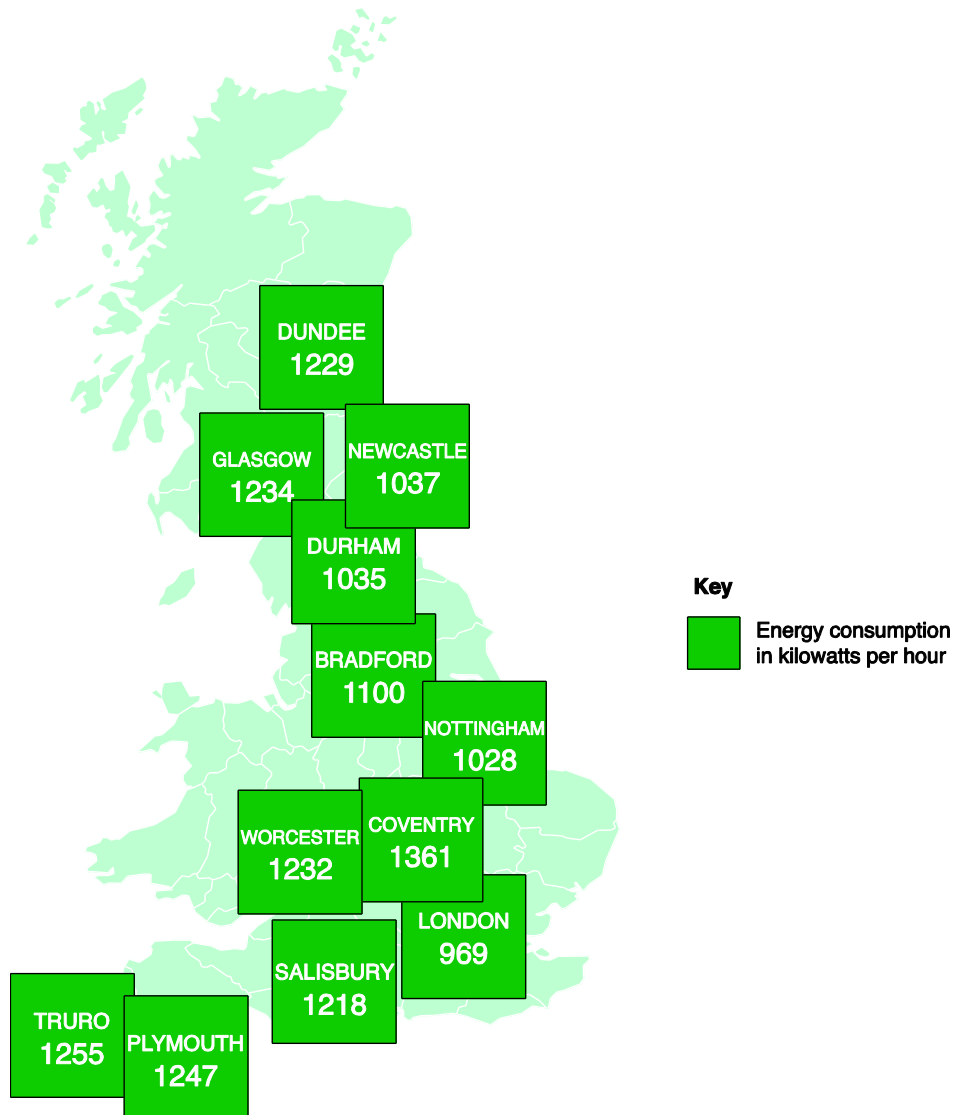 DUNDEE
1229
NEWCASTLE
1037
GLASGOW
1234
DURHAM
1035
Key
Energy consumption
in kilowatts per hour
BRADFORD
1100
NOTTINGHAM
1028
COVENTRY
1361
WORCESTER
1232
LONDON
969
SALISBURY
1218
TRURO
1255
PLYMOUTH
1247